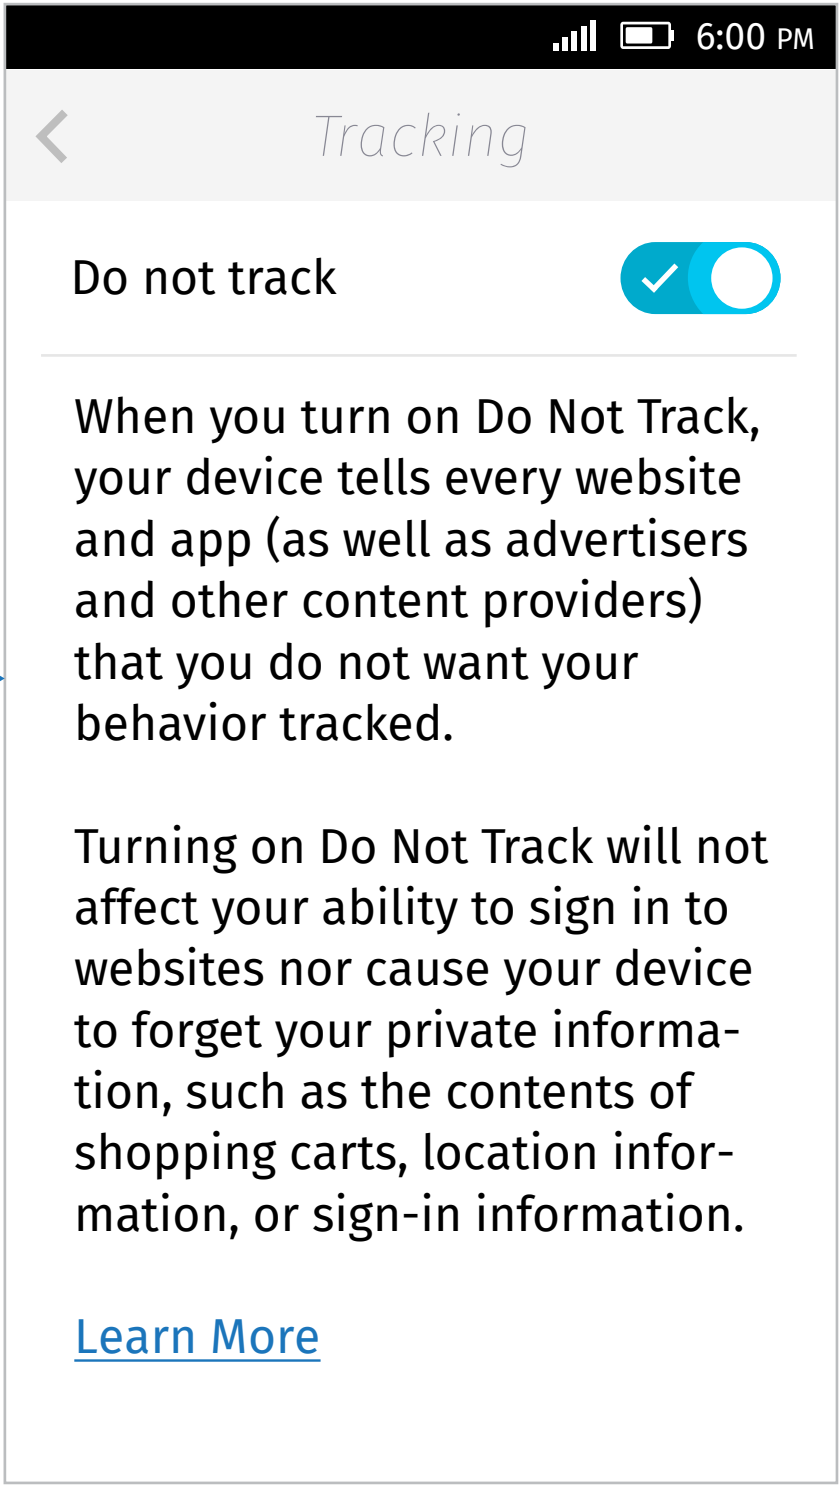 6:00 PM
Tracking
Do not track
When you turn on Do Not Track,
your device tells every website
and app (as well as advertisers
and other content providers)
that you do not want your
behavior tracked.
Turning on Do Not Track will not
affect your ability to sign in to
websites nor cause your device
to forget your private informa-
tion, such as the contents of
shopping carts, location infor-
mation, or sign-in information.
Learn More